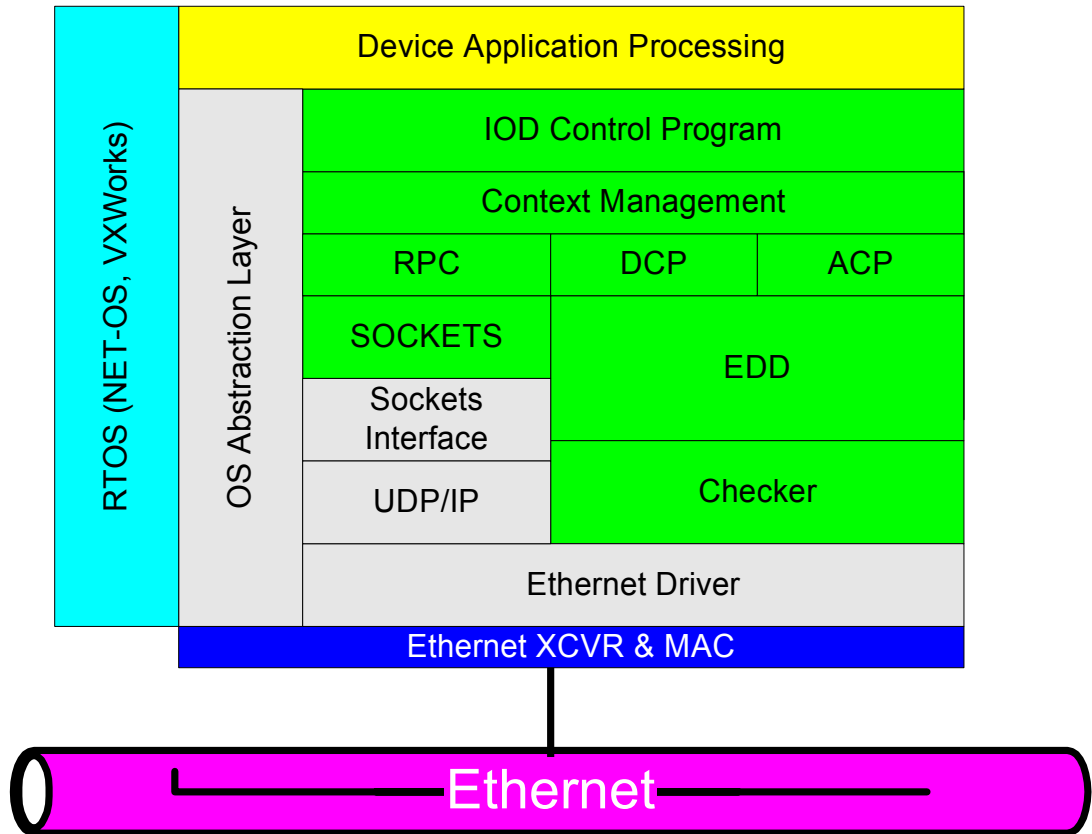 Device Application Processing
RTOS (NET-OS, VXWorks)
OS Abstraction Layer
IOD Control Program
Context Management
RPC
DCP
ACP
SOCKETS
EDD
Sockets
Interface
UDP/IP
Checker
Ethernet Driver
Ethernet XCVR & MAC
Ethernet